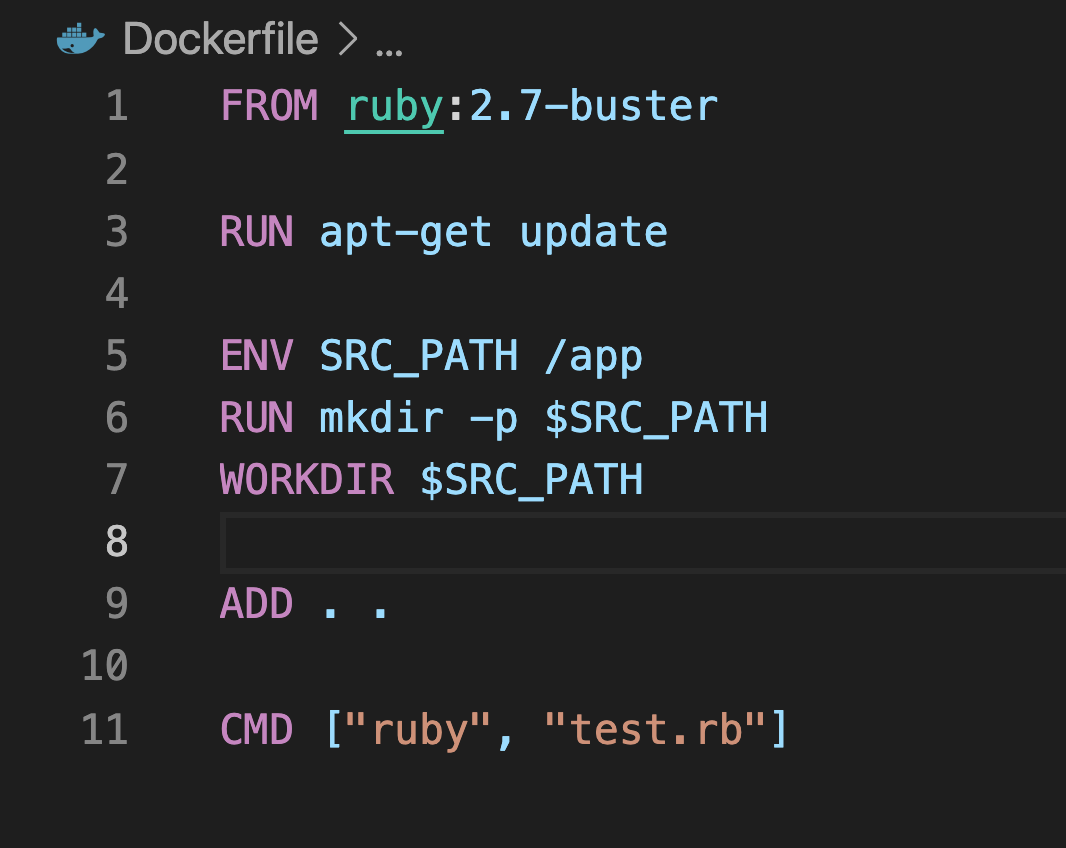 Dockerfile > ...
1 FROM ruby:2.7-buster
2
3 RUN apt-get update
4
5 ENV SRC_PATH /app
6 RUN mkdir -p $SRC_PATH
7 WORKDIR $SRC_PATH
8
9 ADD . .
10
11 CMD ["ruby", "test.rb"]